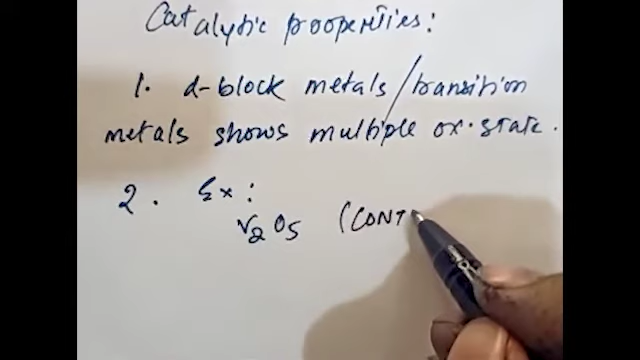 Catalytic properties:
1. d-block metals/transition
metals shows multiple ox. state.
2. Ex:
V2O5 (CONT